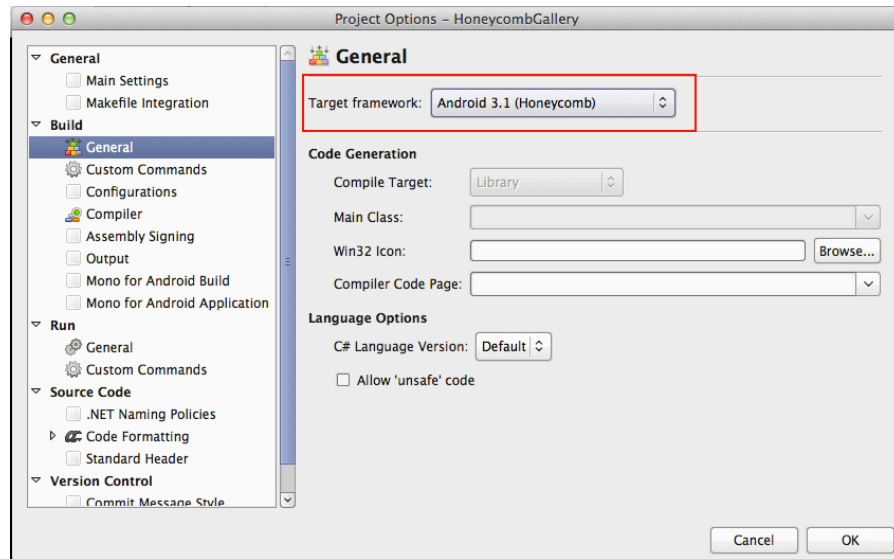 Project Options – HoneycombGallery
General
Main Settings
Makefile Integration
Build
General
Custom Commands
Configurations
Compiler
Assembly Signing
Output
Mono for Android Build
Mono for Android Application
Run
General
Custom Commands
Source Code
.NET Naming Policies
Code Formatting
Standard Header
Version Control
Commit Message Style
General
Target framework: Android 3.1 (Honeycomb)
Code Generation
Compile Target: Library
Main Class:
Win32 Icon: Browse...
Compiler Code Page:
Language Options
C# Language Version: Default
Allow 'unsafe' code
Cancel OK